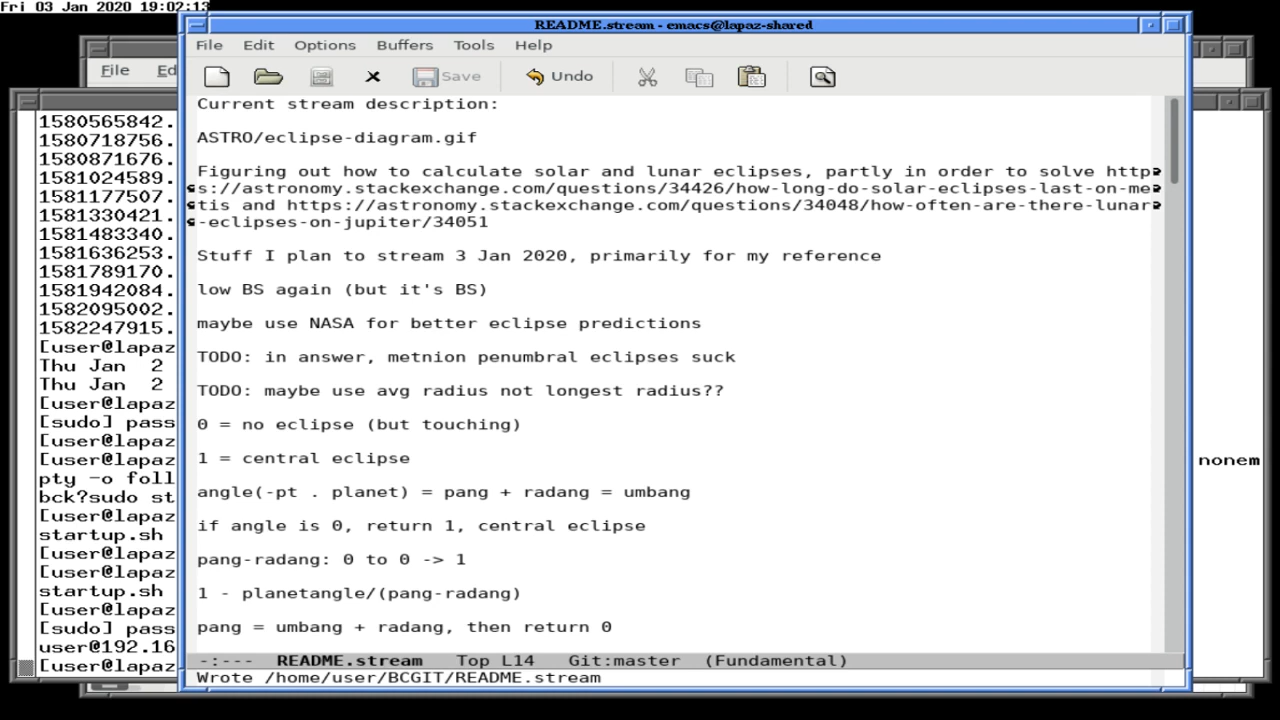 Fri 03 Jan 2020 19:02:13
README.stream - emacs@lapaz-shared
File Edit Options Buffers Tools Help
Save Undo
Current stream description:
ASTRO/eclipse-diagram.gif
Figuring out how to calculate solar and lunar eclipses, partly in order to solve http
s://astronomy.stackexchange.com/questions/34426/how-long-do-solar-eclipses-last-on-me
tis and https://astronomy.stackexchange.com/questions/34048/how-often-are-there-lunar
-eclipses-on-jupiter/34051
Stuff I plan to stream 3 Jan 2020, primarily for my reference
low BS again (but it's BS)
maybe use NASA for better eclipse predictions
TODO: in answer, metnion penumbral eclipses suck
TODO: maybe use avg radius not longest radius??
0 = no eclipse (but touching)
1 = central eclipse
angle(-pt . planet) = pang + radang = umbang
if angle is 0, return 1, central eclipse
pang-radang: 0 to 0 -> 1
1 - planetangle/(pang-radang)
pang = umbang + radang, then return 0
-:--- README.stream Top L14 Git:master (Fundamental)
Wrote /home/user/BCGIT/README.stream
File Ed
1580565842.
1580718756.
1580871676.
1581024589.
1581177507.
1581330421.
1581483340.
1581636253.
1581789170.
1581942084.
1582095002.
1582247915.
[user@lapaz
Thu Jan 2
Thu Jan 2
[user@lapaz
[sudo] pass
[user@lapaz
[user@lapaz nonem
pty -o foll
bck?sudo st
[user@lapaz
startup.sh
[user@lapaz
[user@lapaz
startup.sh
[user@lapaz
[sudo] pass
user@192.16
[user@lapaz